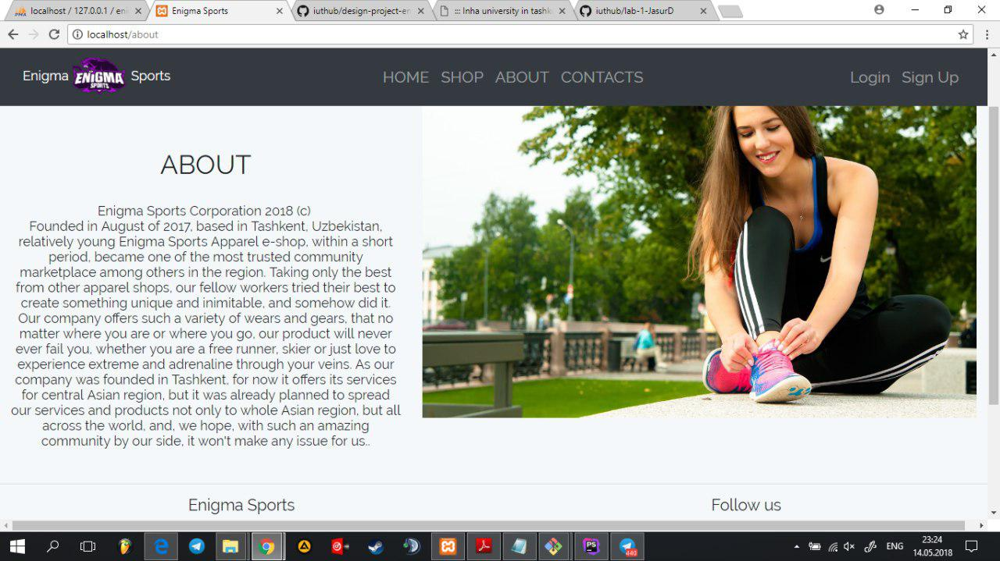 localhost / 127.0.0.1 / eni
Enigma Sports
iuthub/design-project-en
::: Inha university in tashk
iuthub/lab-1-JasurD
localhost/about
Enigma ENIGMA SPORTS Sports
HOME SHOP ABOUT CONTACTS
Login Sign Up
ABOUT
Enigma Sports Corporation 2018 (c)
Founded in August of 2017, based in Tashkent, Uzbekistan,
relatively young Enigma Sports Apparel e-shop, within a short
period, became one of the most trusted community
marketplace among others in the region. Taking only the best
from other apparel shops, our fellow workers tried their best to
create something unique and inimitable, and somehow did it.
Our company offers such a variety of wears and gears, that no
matter where you are or where you go, our product will never
ever fail you, whether you are a free runner, skier or just love to
experience extreme and adrenaline through your veins. As our
company was founded in Tashkent, for now it offers its services
for central Asian region, but it was already planned to spread
our services and products not only to whole Asian region, but all
across the world, and, we hope, with such an amazing
community by our side, it won't make any issue for us..
Enigma Sports
Follow us
PS
440
ENG
23:24
14.05.2018